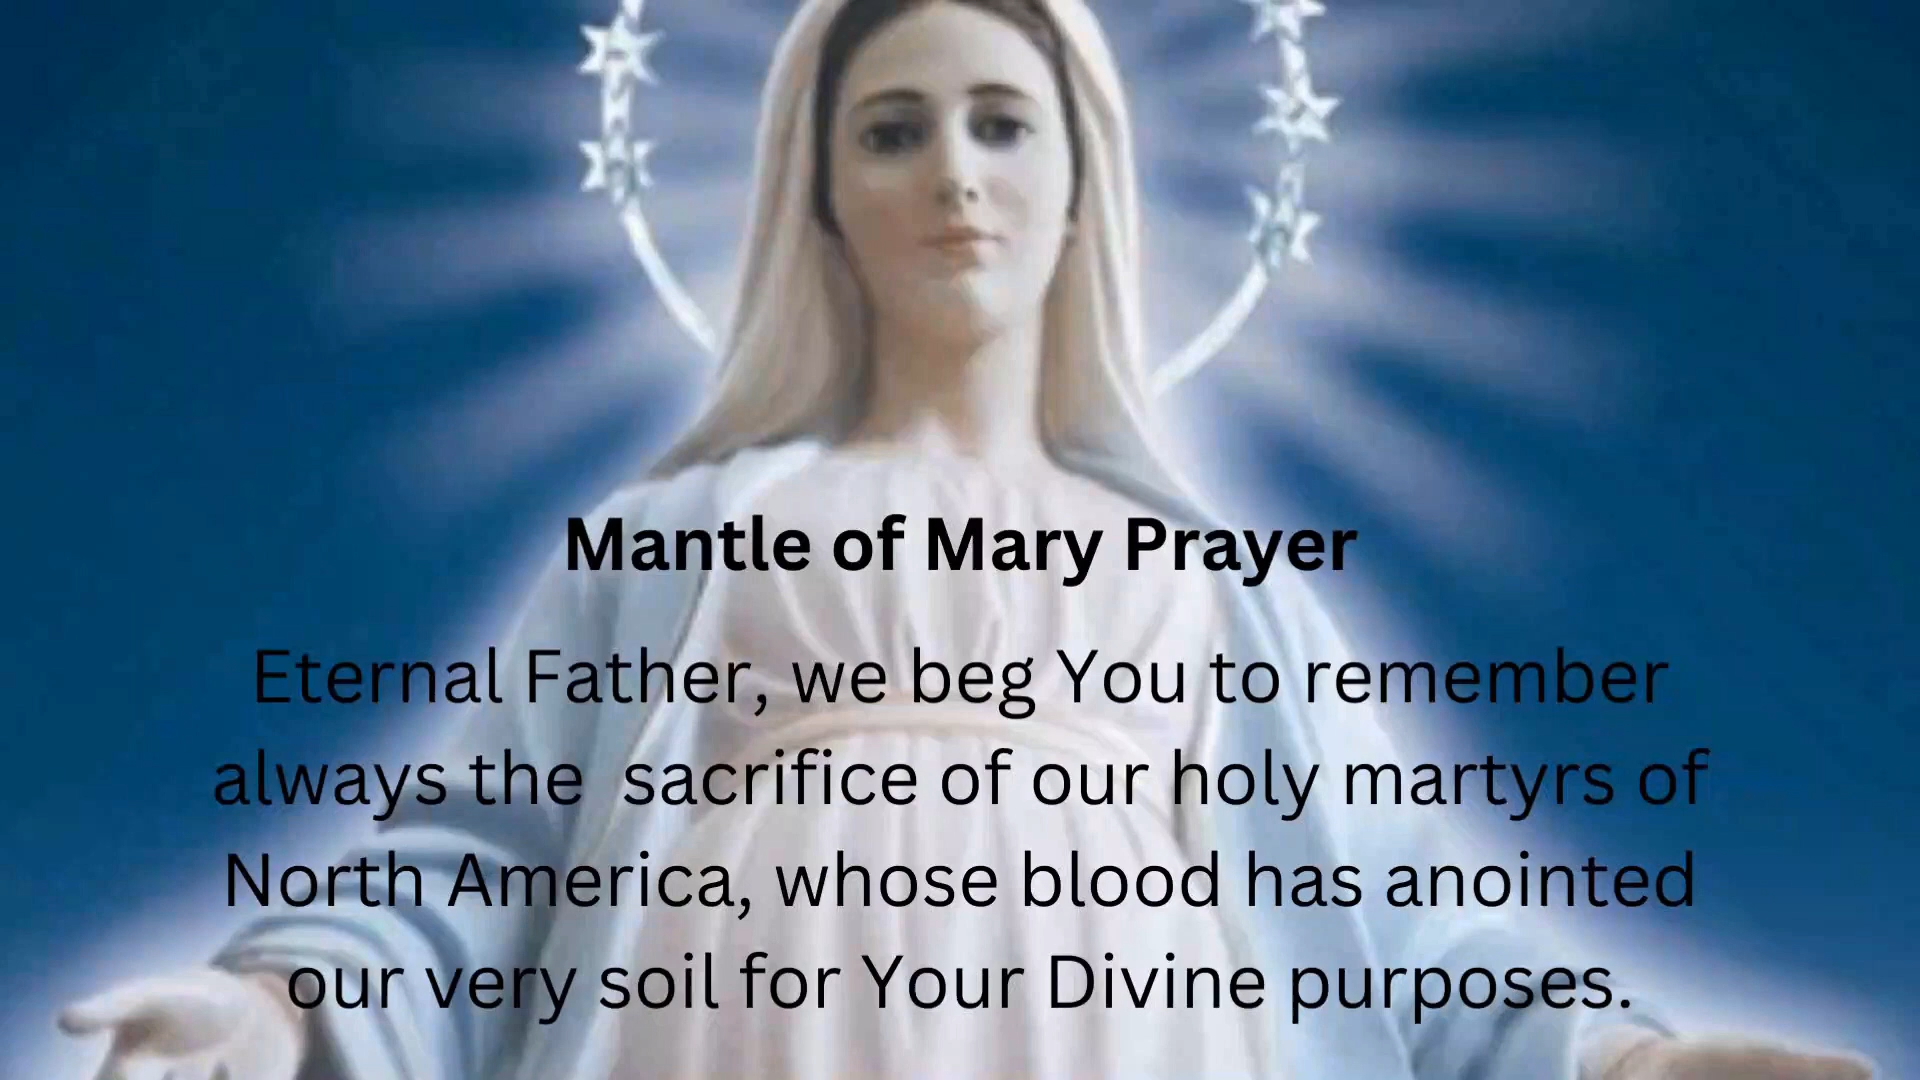 Mantle of Mary Prayer
Eternal Father, we beg You to remember
always the  sacrifice of our holy martyrs of
North America, whose blood has anointed
our very soil for Your Divine purposes.